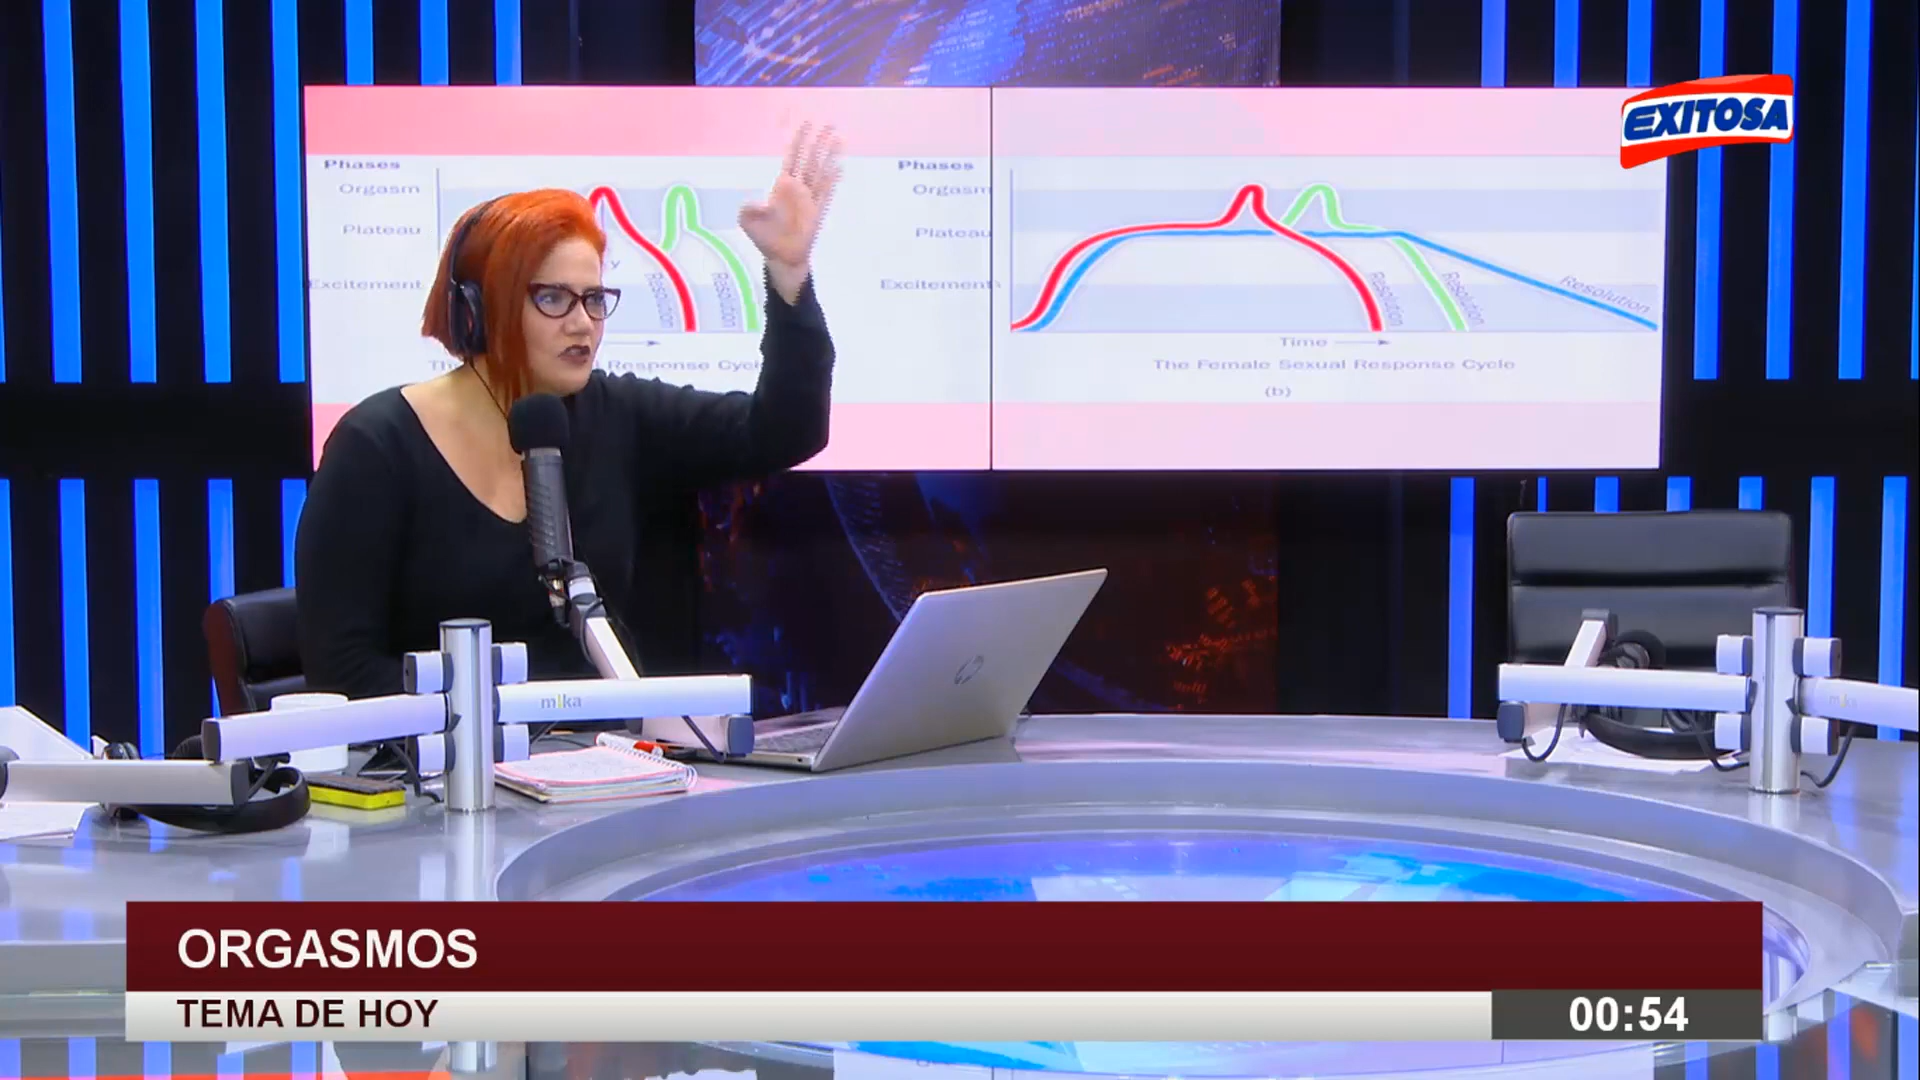 EXITOSA
Phases
Orgasm
Plateau
Excitement
Resolution
Resolution
Response Cycle
Phases
Orgasm
Plateau
Excitement
Resolution
Resolution
Resolution
Time
The Female Sexual Response Cycle
(b)
mika
ORGASMOS
TEMA DE HOY
00:54